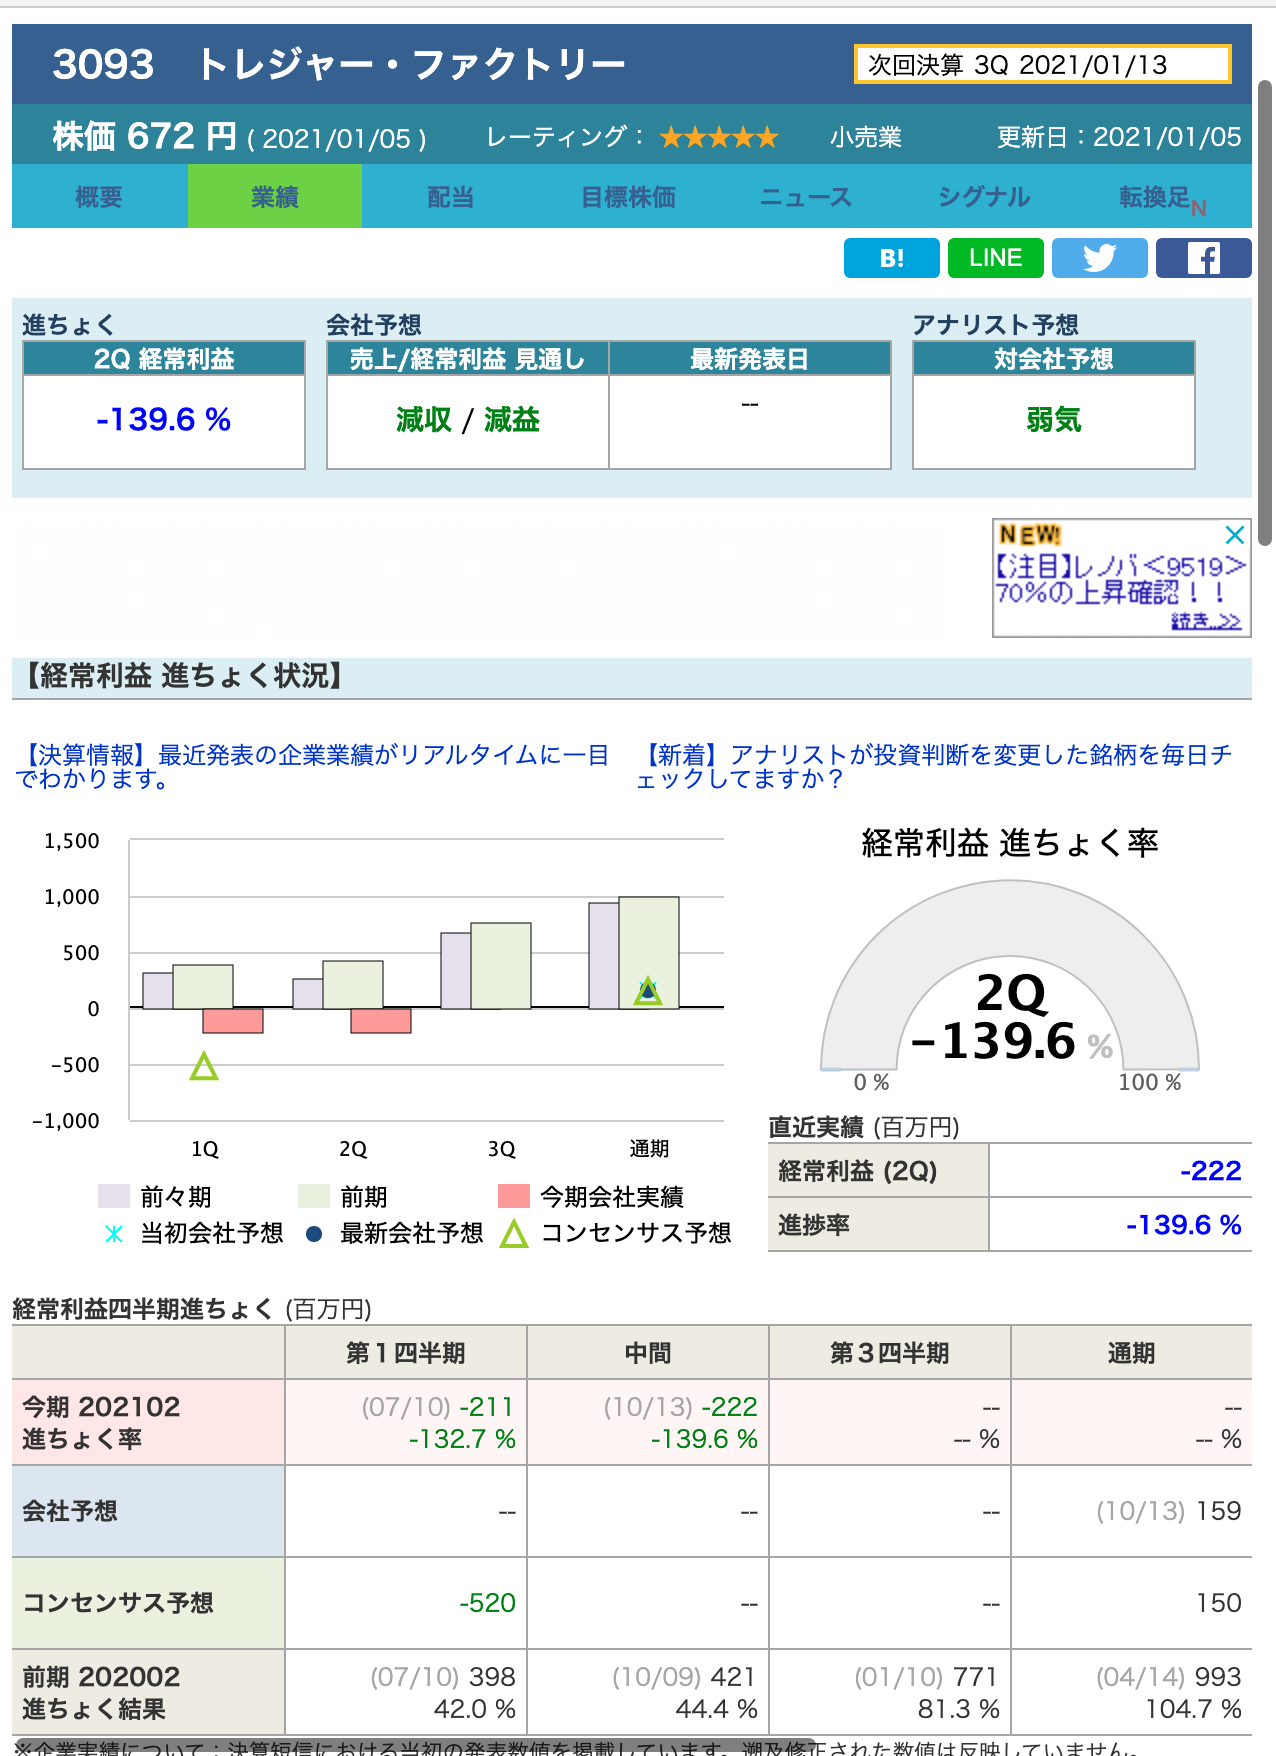 3093 トレジャー・ファクトリー
次回決算 3Q 2021/01/13
株価 672 円 ( 2021/01/05 ) レーティング： ★★★★★ 小売業 更新日：2021/01/05
概要 業績 配当 目標株価 ニュース シグナル 転換足N
B! LINE
進ちょく 会社予想 アナリスト予想
2Q 経常利益 売上/経常利益 見通し 最新発表日 対会社予想
-139.6 % 減収 / 減益 -- 弱気
NEW!
【注目】レノバ<9519>
70%の上昇確認！！
続き..>>
【経常利益 進ちょく状況】
【決算情報】最近発表の企業業績がリアルタイムに一目
でわかります。
【新着】アナリストが投資判断を変更した銘柄を毎日チ
ェックしてますか？
1,500
1,000
500
0
−500
−1,000
1Q 2Q 3Q 通期
前々期 前期 今期会社実績
当初会社予想 最新会社予想 コンセンサス予想
経常利益 進ちょく率
2Q
−139.6 %
0 % 100 %
直近実績 (百万円)
経常利益 (2Q) -222
進捗率 -139.6 %
経常利益四半期進ちょく (百万円)
第１四半期 中間 第３四半期 通期
今期 202102 (07/10) -211 (10/13) -222 -- --
進ちょく率 -132.7 % -139.6 % -- % -- %
会社予想 -- -- -- (10/13) 159
コンセンサス予想 -520 -- -- 150
前期 202002 (07/10) 398 (10/09) 421 (01/10) 771 (04/14) 993
進ちょく結果 42.0 % 44.4 % 81.3 % 104.7 %
※企業実績について：決算短信における当初の発表数値を掲載しています。遡及修正された数値は反映していません。